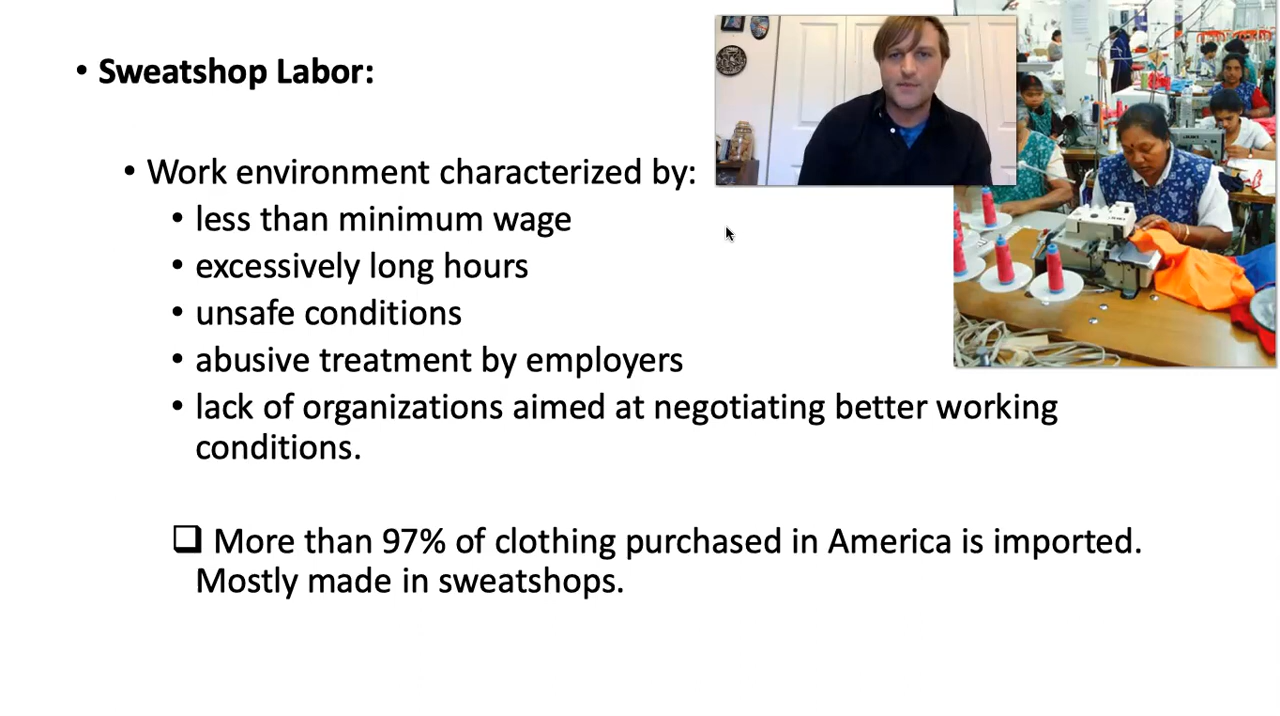 • Sweatshop Labor:
• Work environment characterized by:
• less than minimum wage
• excessively long hours
• unsafe conditions
• abusive treatment by employers
• lack of organizations aimed at negotiating better working
conditions.
❑ More than 97% of clothing purchased in America is imported.
Mostly made in sweatshops.